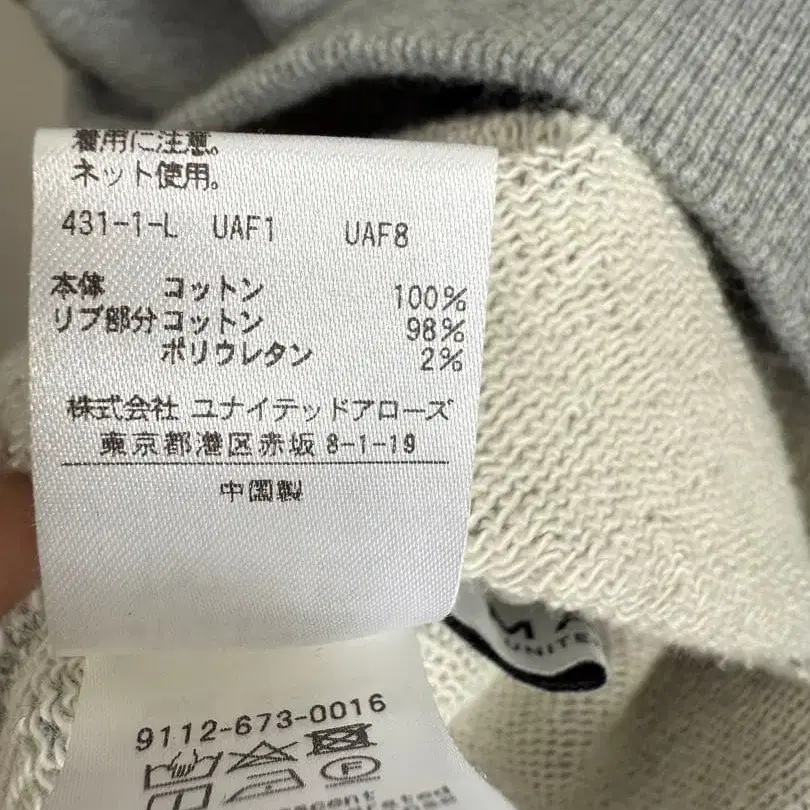 着用に注意。
ネット使用。
431-1-L UAF1 UAF8
本体 コットン 100%
リブ部分 コットン 98%
ポリウレタン 2%
株式会社 ユナイテッドアローズ
東京都港区赤坂 8-1-19
中国製
UNITE
9112-673-0016
F